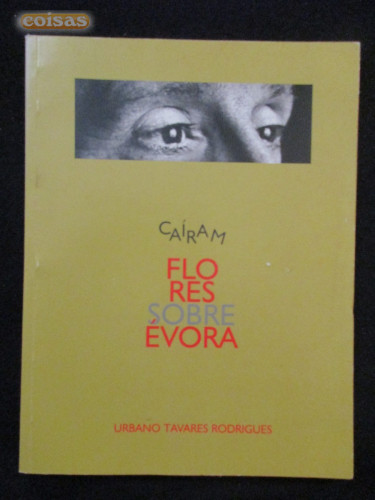 coisas
CAÍRAM
FLO
RES
SOBRE
ÉVORA
URBANO TAVARES RODRIGUES